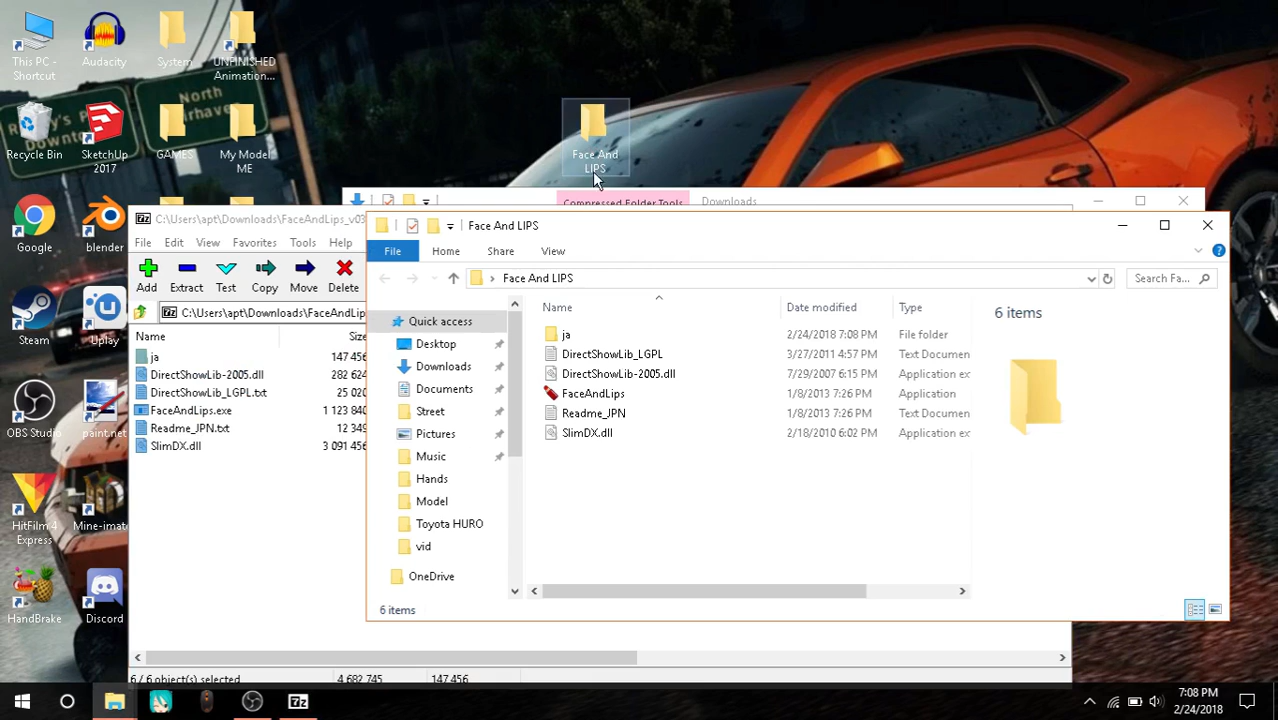 This PC - Shortcut
Audacity
System
UNFINISHED Animation...
North
Fairhaven
Recycle Bin
SketchUp 2017
GAMES
My Model ME
Face And LIPS
Google
blender
Steam
Uplay
OBS Studio
paint.net
HitFilm 4 Express
Mine-imator
HandBrake
Discord
Compressed Folder Tools
Downloads
C:\Users\apt\Downloads\FaceAndLips_v03
File Edit View Favorites Tools Help
Add Extract Test Copy Move Delete
C:\Users\apt\Downloads\FaceAndLip
Name Size
ja 147 456
DirectShowLib-2005.dll 282 624
DirectShowLib_LGPL.txt 25 020
FaceAndLips.exe 1 123 840
Readme_JPN.txt 12 349
SlimDX.dll 3 091 456
6 / 6 object(s) selected 4 682 745 147 456
Face And LIPS
File Home Share View
Face And LIPS
Search Fa...
Quick access
Desktop
Downloads
Documents
Street
Pictures
Music
Hands
Model
Toyota HURO
vid
OneDrive
Name Date modified Type
ja 2/24/2018 7:08 PM File folder
DirectShowLib_LGPL 3/27/2011 4:57 PM Text Documen
DirectShowLib-2005.dll 7/29/2007 6:15 PM Application ex
FaceAndLips 1/8/2013 7:26 PM Application
Readme_JPN 1/8/2013 7:26 PM Text Documen
SlimDX.dll 2/18/2010 6:02 PM Application ex
6 items
6 items
7:08 PM
2/24/2018